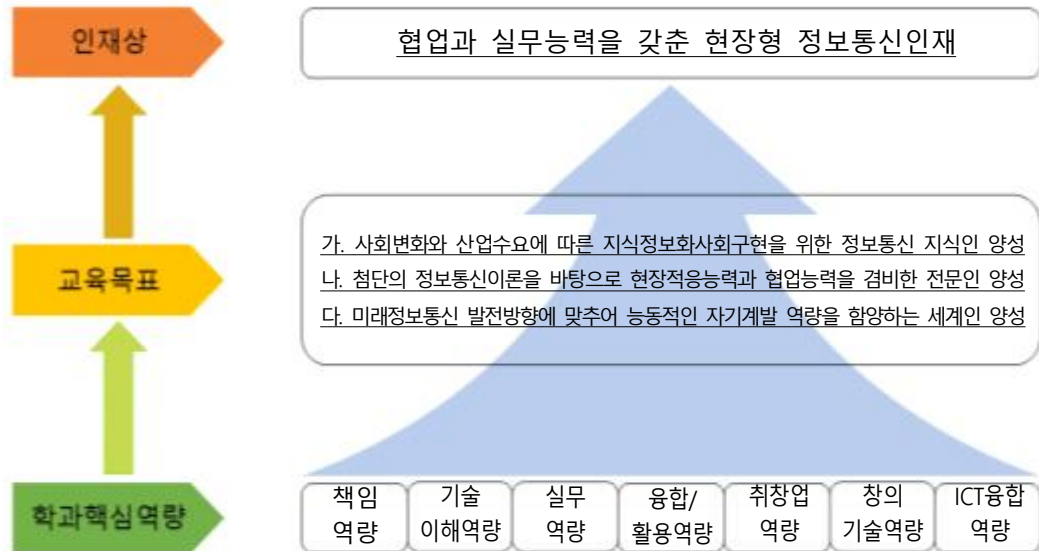 인재상
협업과 실무능력을 갖춘 현장형 정보통신인재
교육목표
가. 사회변화와 산업수요에 따른 지식정보화사회구현을 위한 정보통신 지식인 양성
나. 첨단의 정보통신이론을 바탕으로 현장적응능력과 협업능력을 겸비한 전문인 양성
다. 미래정보통신 발전방향에 맞추어 능동적인 자기계발 역량을 함양하는 세계인 양성
학과핵심역량
책임
역량
기술
이해역량
실무
역량
융합/
활용역량
취창업
역량
창의
기술역량
ICT융합
역량